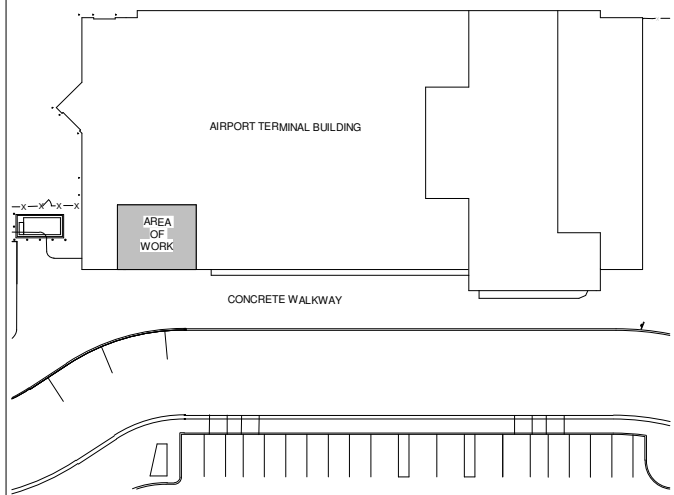 AIRPORT TERMINAL BUILDING
X X X X
AREA
OF
WORK
CONCRETE WALKWAY